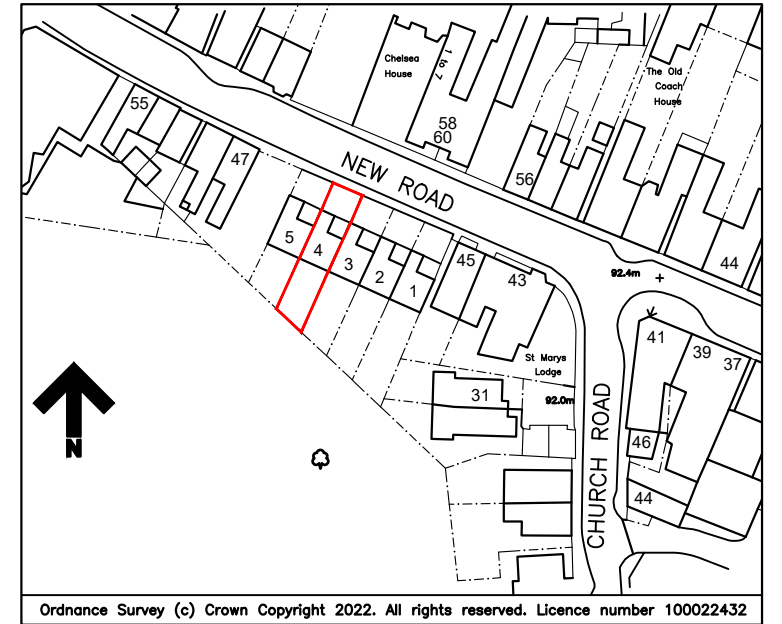 Chelsea
House
1 to 7
The Old
Coach
House
55
58
60
47
NEW ROAD
56
5
4
3
2
1
45
43
44
92.4m
41
39
37
St Marys
Lodge
31
92.0m
CHURCH ROAD
46
44
N
Ordnance Survey (c) Crown Copyright 2022. All rights reserved. Licence number 100022432